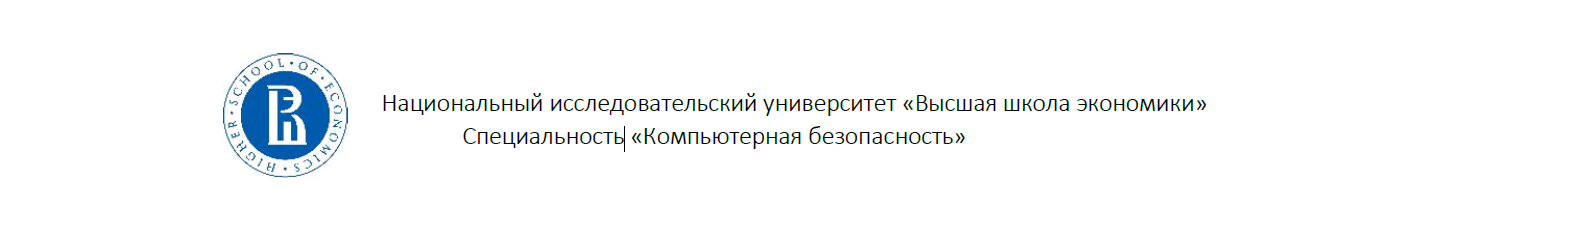 HIGHER · SCHOOL · OF · ECONOMICS ·
Национальный исследовательский университет «Высшая школа экономики»
Специальность «Компьютерная безопасность»